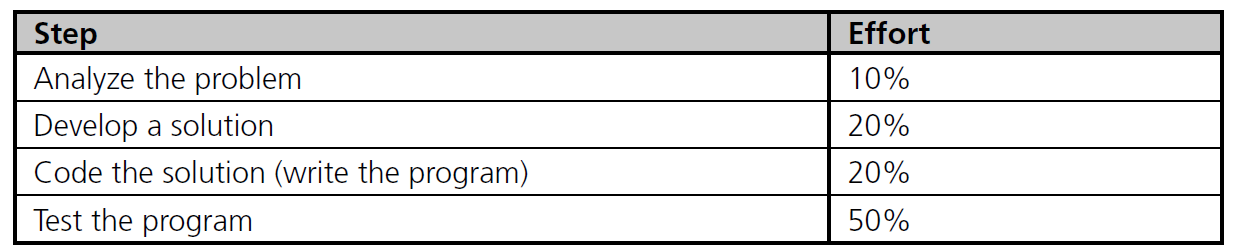 Step Effort
Analyze the problem 10%
Develop a solution 20%
Code the solution (write the program) 20%
Test the program 50%